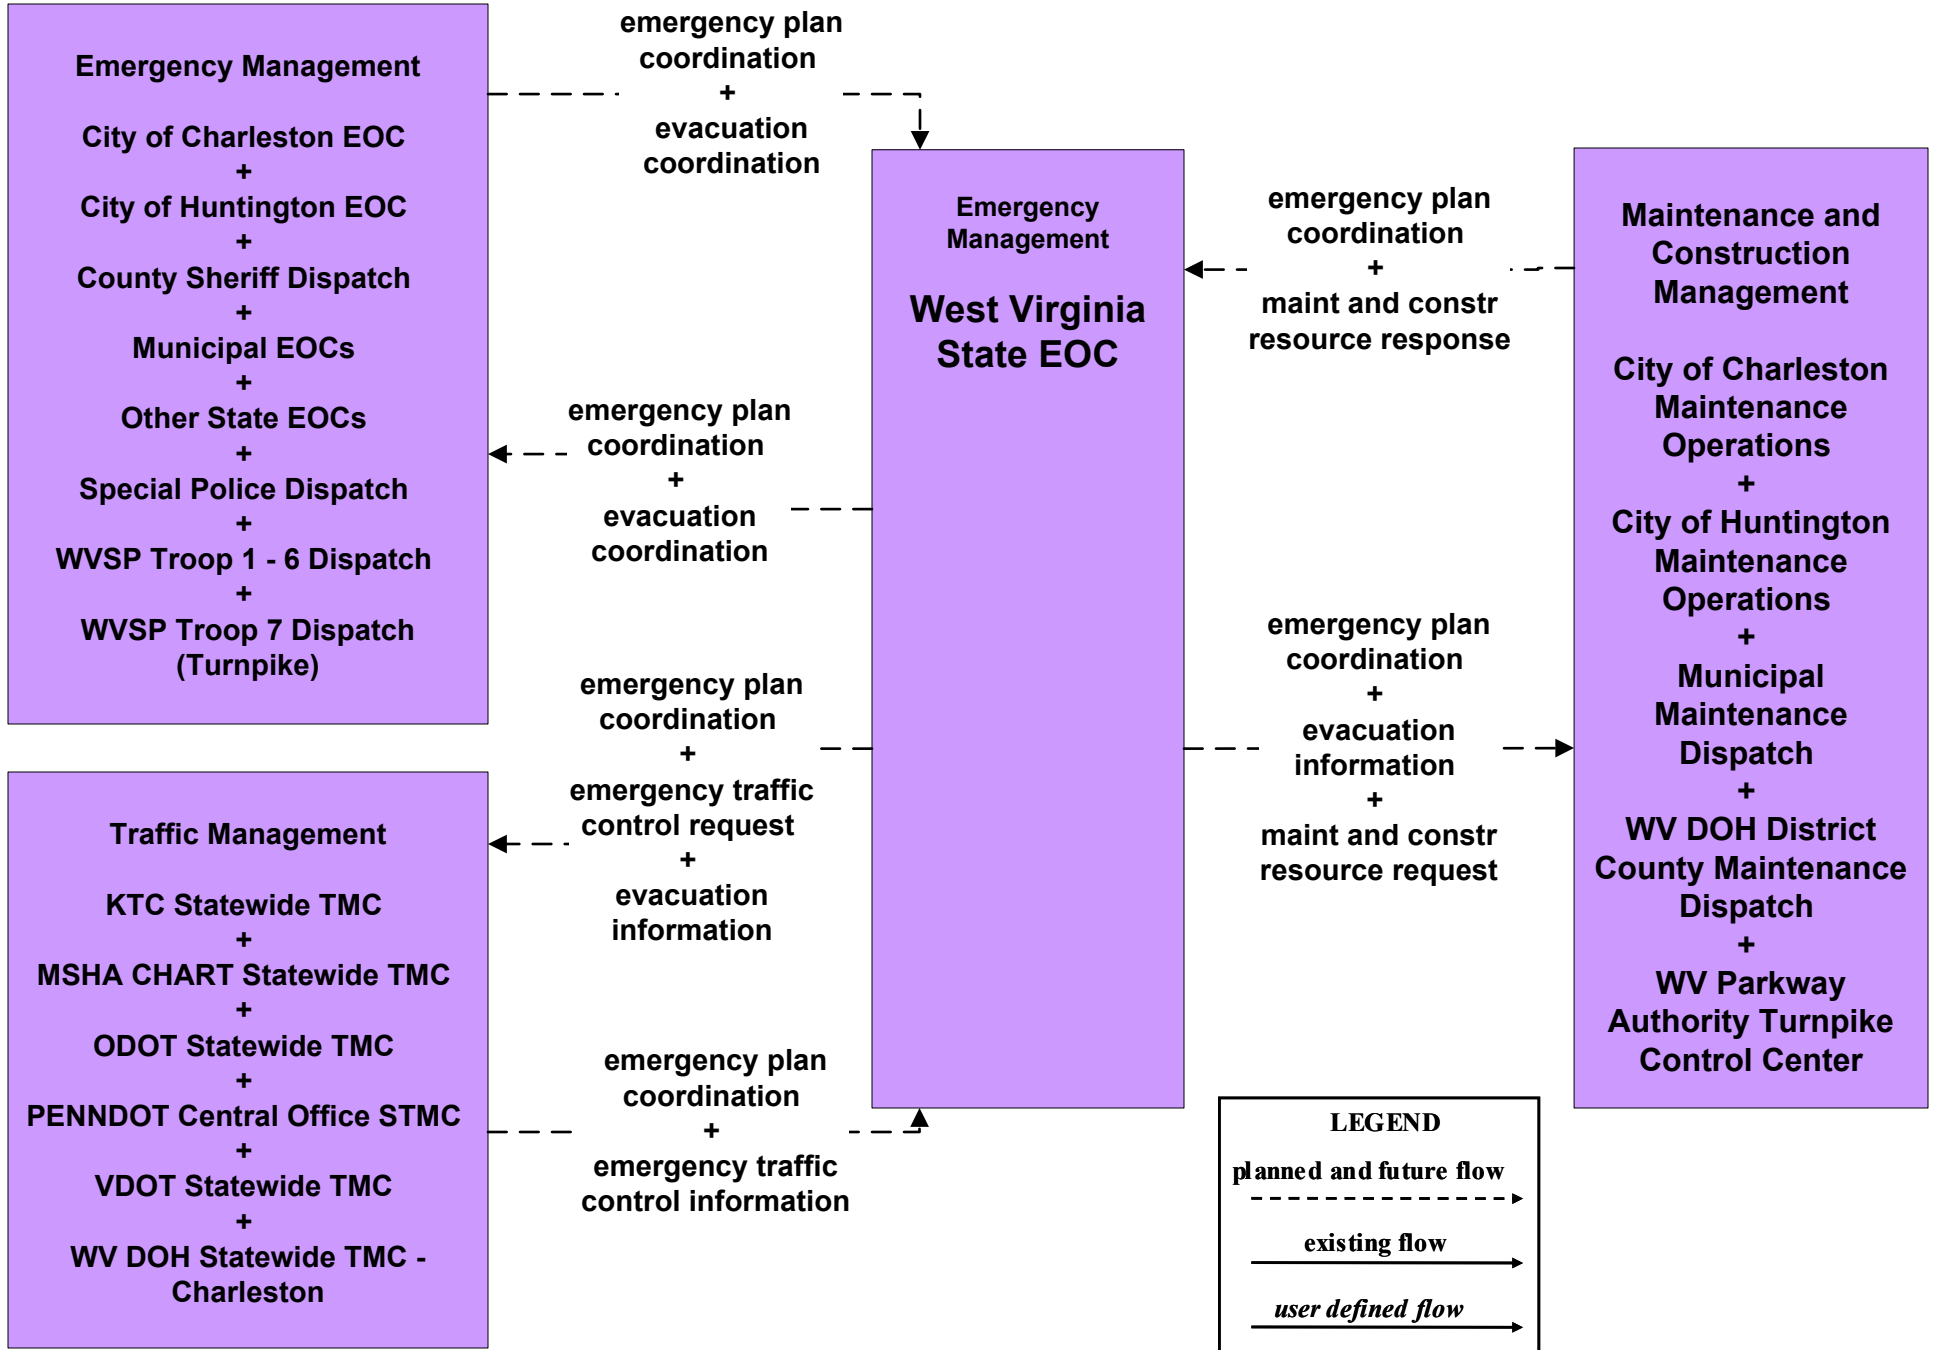 Emergency Management
City of Charleston EOC
+
City of Huntington EOC
+
County Sheriff Dispatch
+
Municipal EOCs
+
Other State EOCs
+
Special Police Dispatch
+
WVSP Troop 1 - 6 Dispatch
+
WVSP Troop 7 Dispatch
(Turnpike)
Traffic Management
KTC Statewide TMC
+
MSHA CHART Statewide TMC
+
ODOT Statewide TMC
+
PENNDOT Central Office STMC
+
VDOT Statewide TMC
+
WV DOH Statewide TMC -
Charleston
emergency plan
coordination
+
evacuation
coordination
emergency plan
coordination
+
evacuation
coordination
emergency plan
coordination
+
emergency traffic
control request
+
evacuation
information
emergency plan
coordination
+
emergency traffic
control information
Emergency
Management
West Virginia
State EOC
emergency plan
coordination
+
maint and constr
resource response
emergency plan
coordination
+
evacuation
information
+
maint and constr
resource request
Maintenance and
Construction
Management
City of Charleston
Maintenance
Operations
+
City of Huntington
Maintenance
Operations
+
Municipal
Maintenance
Dispatch
+
WV DOH District
County Maintenance
Dispatch
+
WV Parkway
Authority Turnpike
Control Center
LEGEND
planned and future flow
existing flow
user defined flow